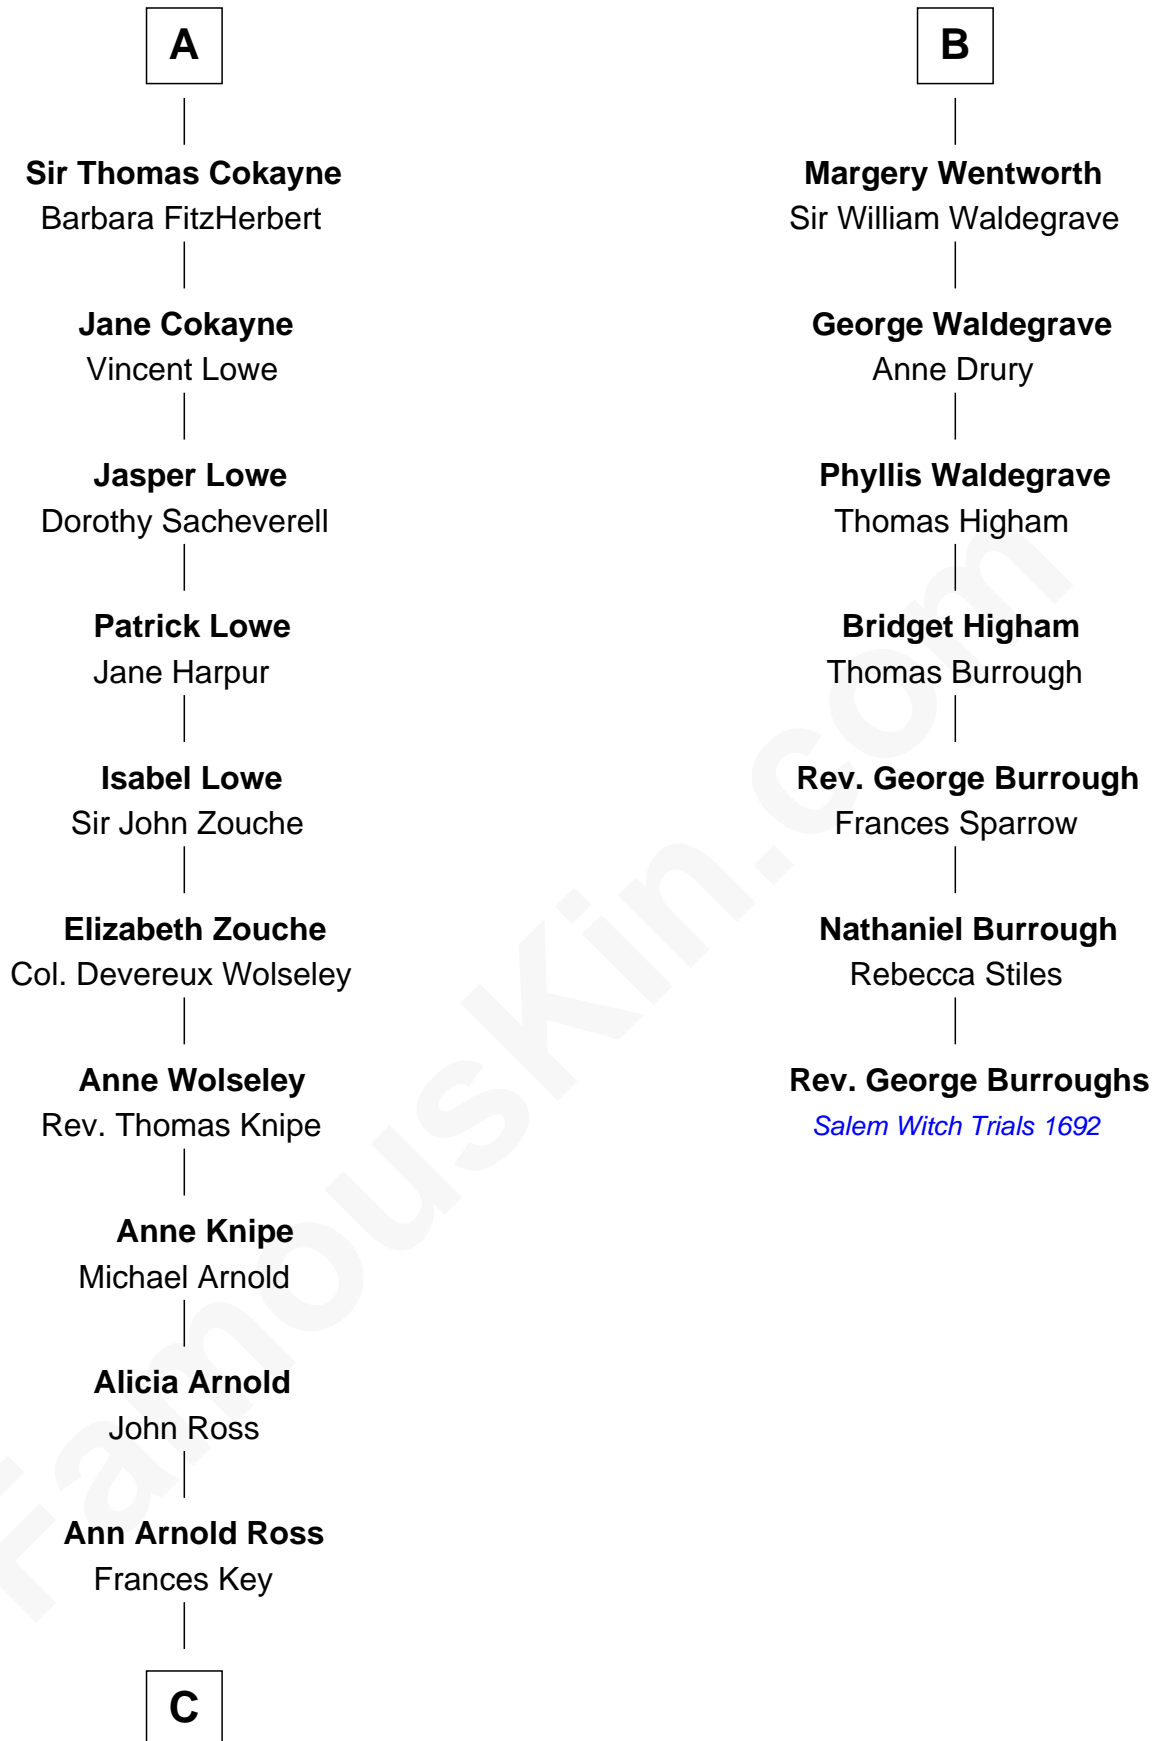 A
Sir Thomas Cokayne
Barbara FitzHerbert
Jane Cokayne
Vincent Lowe
Jasper Lowe
Dorothy Sacheverell
Patrick Lowe
Jane Harpur
Isabel Lowe
Sir John Zouche
Elizabeth Zouche
Col. Devereux Wolseley
Anne Wolseley
Rev. Thomas Knipe
Anne Knipe
Michael Arnold
Alicia Arnold
John Ross
Ann Arnold Ross
Frances Key
C
B
Margery Wentworth
Sir William Waldegrave
George Waldegrave
Anne Drury
Phyllis Waldegrave
Thomas Higham
Bridget Higham
Thomas Burrough
Rev. George Burrough
Frances Sparrow
Nathaniel Burrough
Rebecca Stiles
Rev. George Burroughs
Salem Witch Trials 1692
FamousKin.com